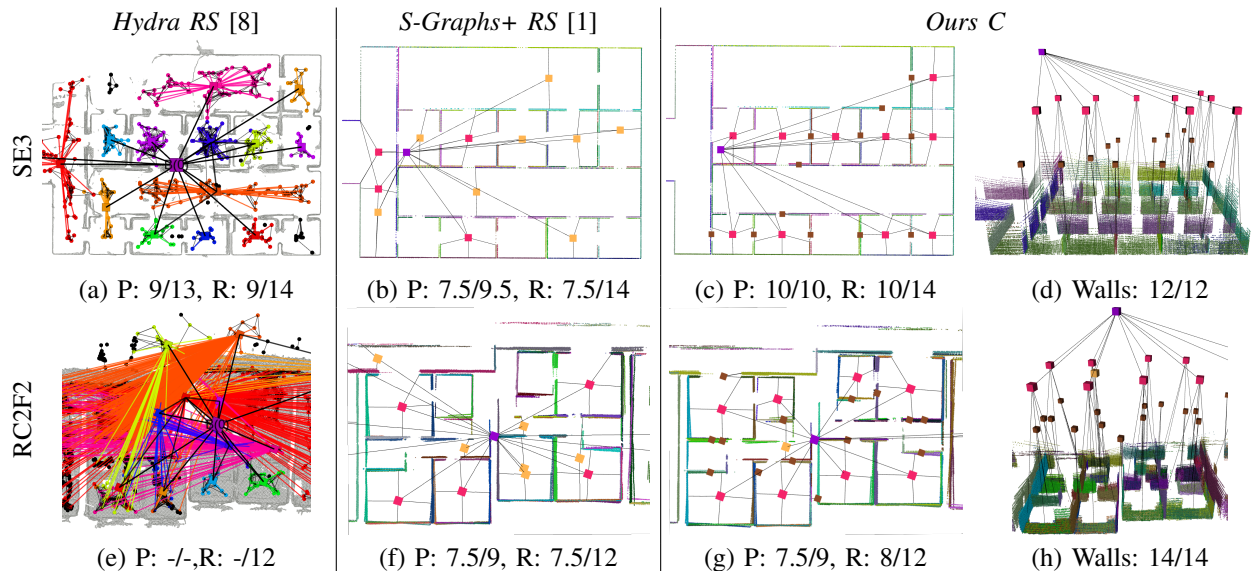 Hydra RS [8]
S-Graphs+ RS [1]
Ours C
SE3
(a) P: 9/13, R: 9/14
(b) P: 7.5/9.5, R: 7.5/14
(c) P: 10/10, R: 10/14
(d) Walls: 12/12
RC2F2
(e) P: -/-,R: -/12
(f) P: 7.5/9, R: 7.5/12
(g) P: 7.5/9, R: 8/12
(h) Walls: 14/14